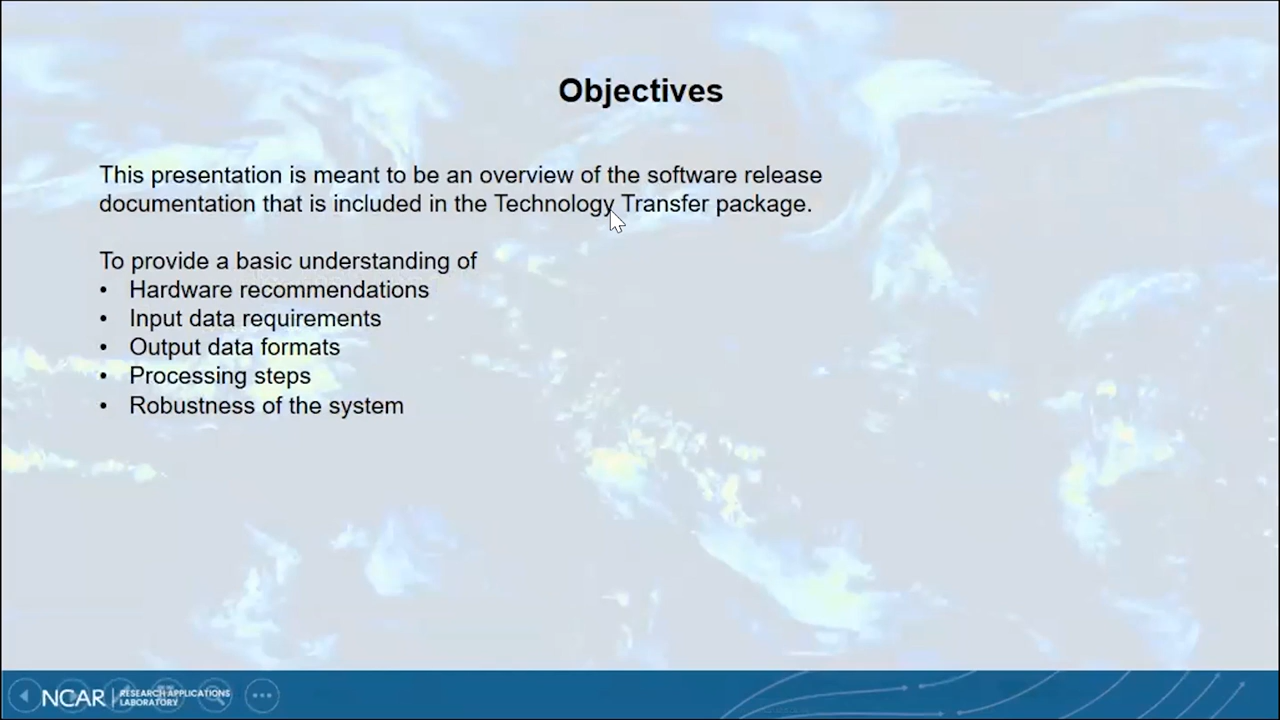 Objectives
This presentation is meant to be an overview of the software release
documentation that is included in the Technology Transfer package.
To provide a basic understanding of
• Hardware recommendations
• Input data requirements
• Output data formats
• Processing steps
• Robustness of the system
NCAR
RESEARCH APPLICATIONS
LABORATORY